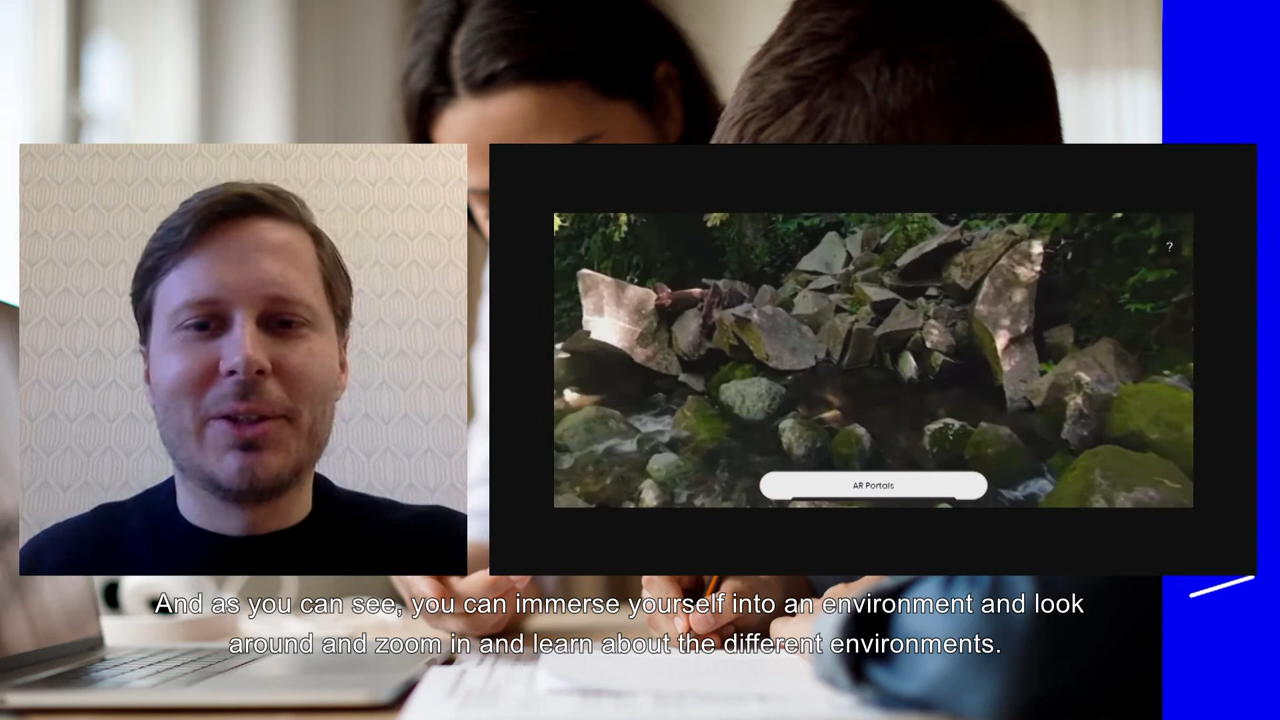 ?
AR Portals
And as you can see, you can immerse yourself into an environment and look
around and zoom in and learn about the different environments.